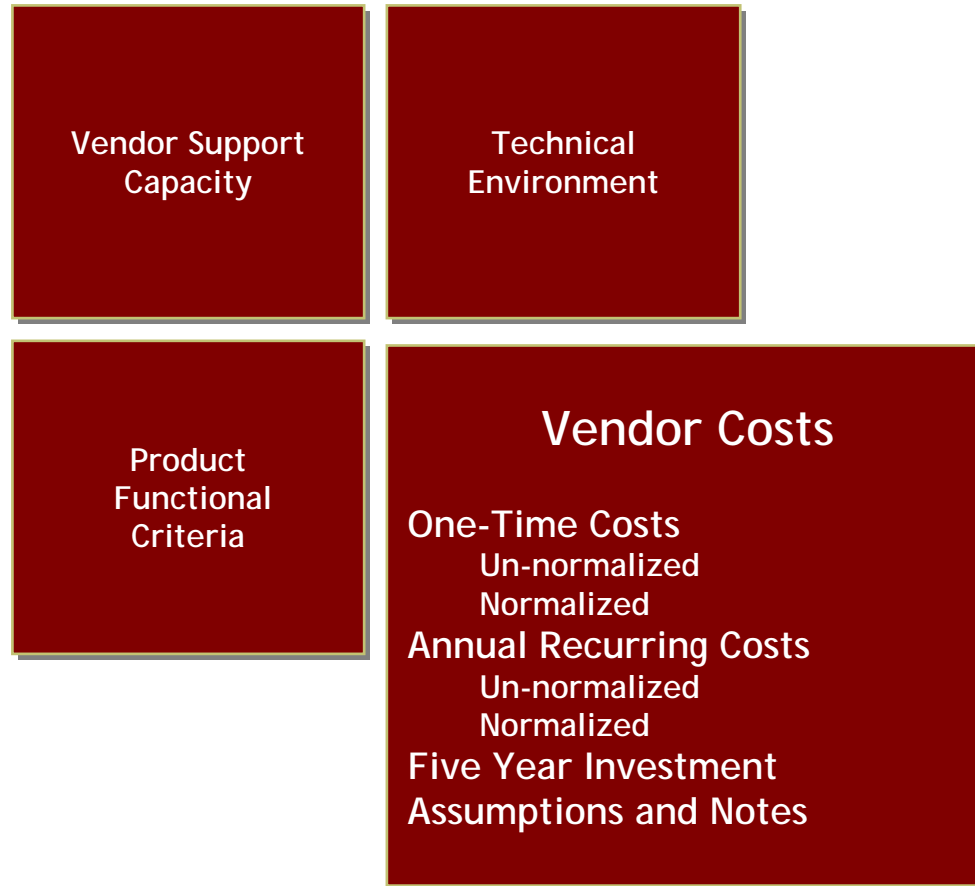 Vendor Support
Capacity
Technical
Environment
Product
Functional
Criteria
Vendor Costs
One-Time Costs
Un-normalized
Normalized
Annual Recurring Costs
Un-normalized
Normalized
Five Year Investment
Assumptions and Notes